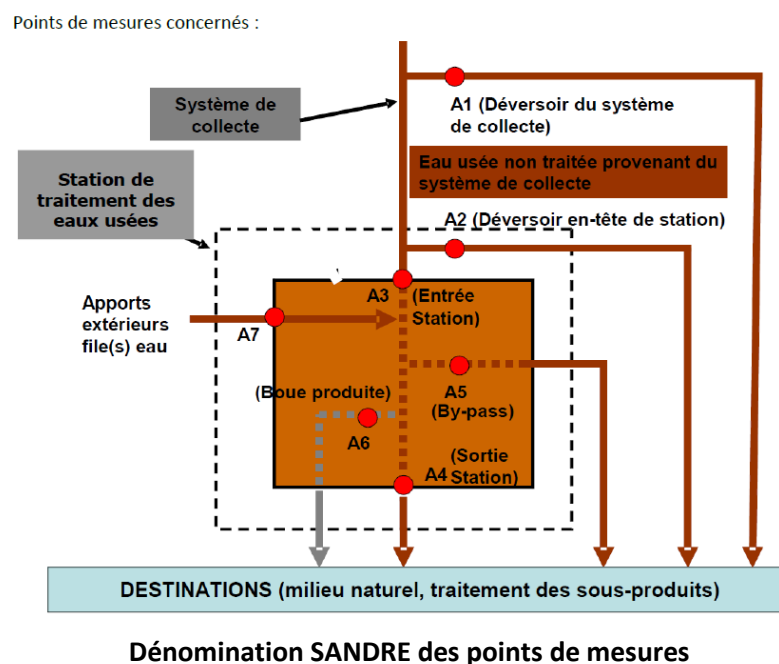 Points de mesures concernés :
Système de
collecte
A1 (Déversoir du système
de collecte)
Eau usée non traitée provenant du
système de collecte
Station de
traitement des
eaux usées
A2 (Déversoir en-tête de station)
A3 (Entrée
Station)
Apports
extérieurs
file(s) eau
A7
(Boue produite)
A5
(By-pass)
A6
(Sortie
A4 Station)
DESTINATIONS (milieu naturel, traitement des sous-produits)
Dénomination SANDRE des points de mesures